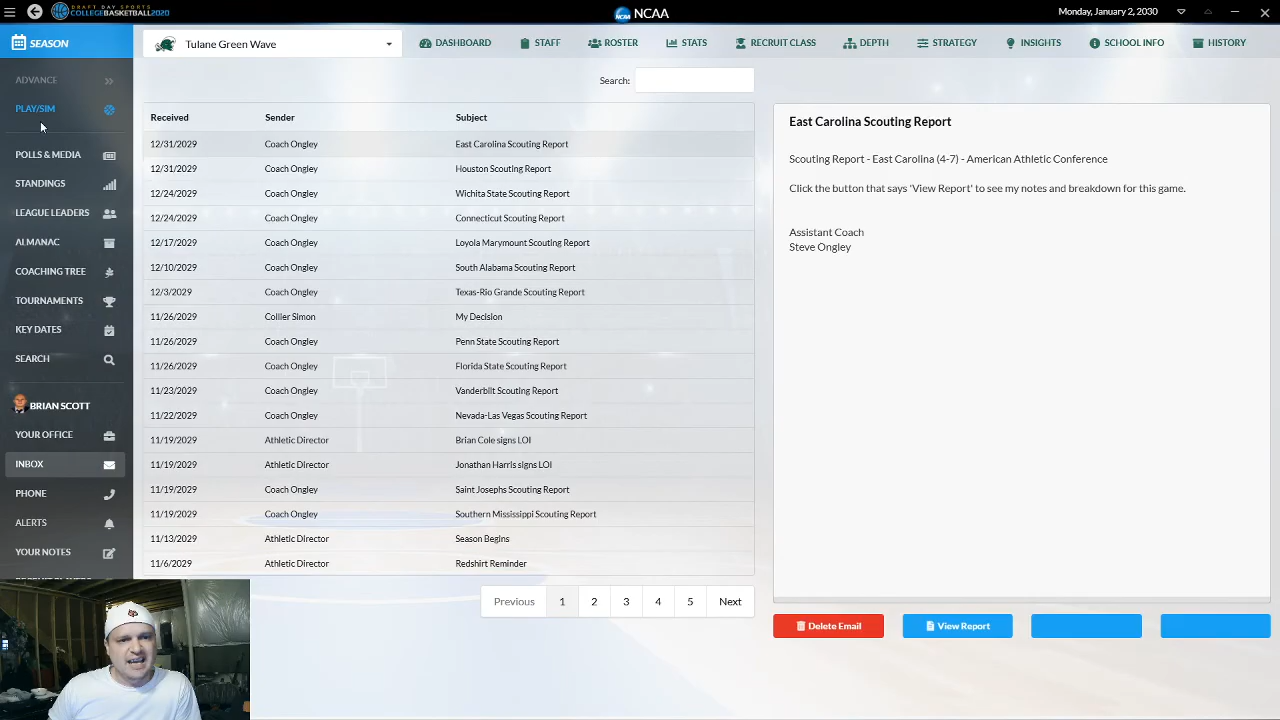 DRAFT DAY SPORTS
COLLEGEBASKETBALL2020
NCAA
Monday, January 2, 2030
SEASON
Tulane Green Wave
DASHBOARD
STAFF
ROSTER
STATS
RECRUIT CLASS
DEPTH
STRATEGY
INSIGHTS
SCHOOL INFO
HISTORY
ADVANCE
PLAY/SIM
POLLS & MEDIA
STANDINGS
LEAGUE LEADERS
ALMANAC
COACHING TREE
TOURNAMENTS
KEY DATES
SEARCH
BRIAN SCOTT
YOUR OFFICE
INBOX
PHONE
ALERTS
YOUR NOTES
Search:
Received Sender Subject
12/31/2029 Coach Ongley East Carolina Scouting Report
12/31/2029 Coach Ongley Houston Scouting Report
12/24/2029 Coach Ongley Wichita State Scouting Report
12/24/2029 Coach Ongley Connecticut Scouting Report
12/17/2029 Coach Ongley Loyola Marymount Scouting Report
12/10/2029 Coach Ongley South Alabama Scouting Report
12/3/2029 Coach Ongley Texas-Rio Grande Scouting Report
11/26/2029 Collier Simon My Decision
11/26/2029 Coach Ongley Penn State Scouting Report
11/26/2029 Coach Ongley Florida State Scouting Report
11/23/2029 Coach Ongley Vanderbilt Scouting Report
11/22/2029 Coach Ongley Nevada-Las Vegas Scouting Report
11/19/2029 Athletic Director Brian Cole signs LOI
11/19/2029 Athletic Director Jonathan Harris signs LOI
11/19/2029 Coach Ongley Saint Josephs Scouting Report
11/19/2029 Coach Ongley Southern Mississippi Scouting Report
11/13/2029 Athletic Director Season Begins
11/6/2029 Athletic Director Redshirt Reminder
Previous 1 2 3 4 5 Next
East Carolina Scouting Report
Scouting Report - East Carolina (4-7) - American Athletic Conference
Click the button that says 'View Report' to see my notes and breakdown for this game.
Assistant Coach
Steve Ongley
Delete Email
View Report